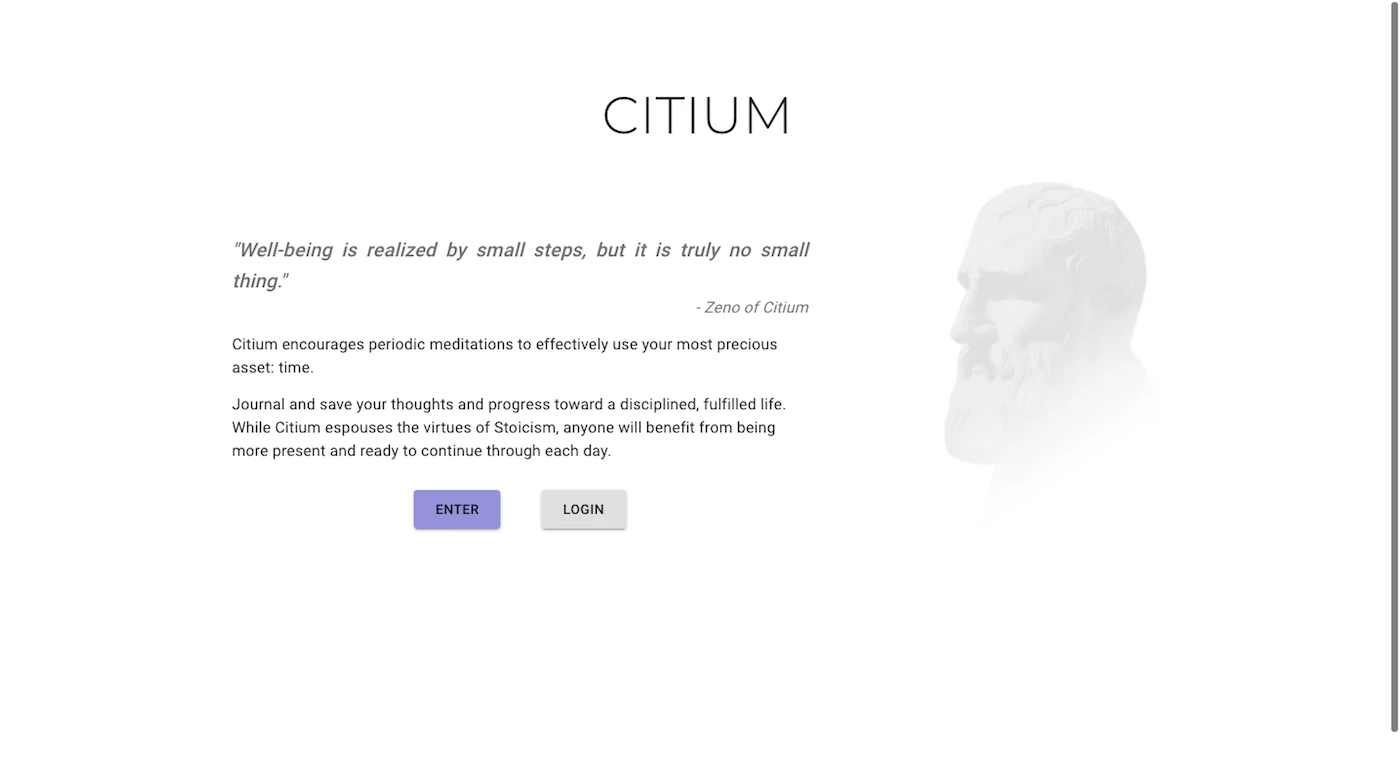 CITIUM
"Well-being is realized by small steps, but it is truly no small
thing."
- Zeno of Citium
Citium encourages periodic meditations to effectively use your most precious
asset: time.
Journal and save your thoughts and progress toward a disciplined, fulfilled life.
While Citium espouses the virtues of Stoicism, anyone will benefit from being
more present and ready to continue through each day.
ENTER
LOGIN